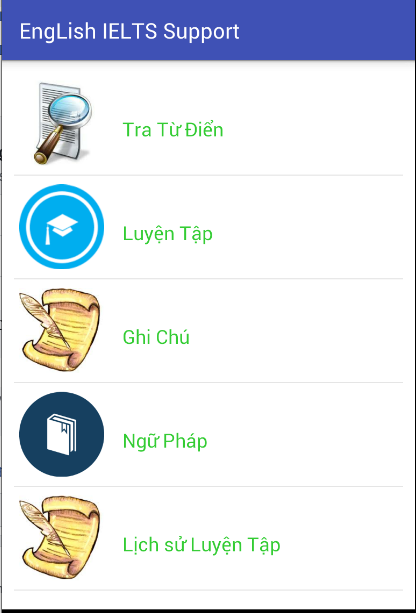 EngLish IELTS Support
Tra Từ Điển
Luyện Tập
Ghi Chú
Ngữ Pháp
Lịch sử Luyện Tập